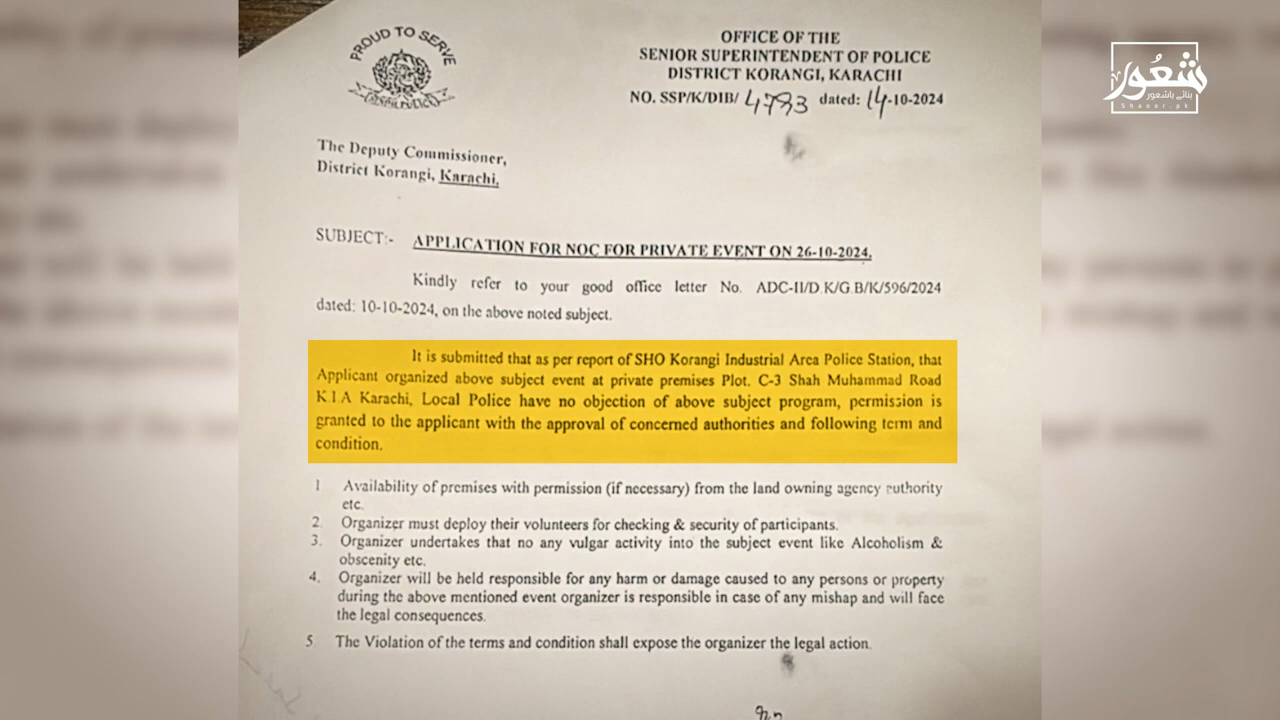 PROUD TO SERVE
OFFICE OF THE
SENIOR SUPERINTENDENT OF POLICE
DISTRICT KORANGI, KARACHI
NO. SSP/K/DIB/ 4793 dated: 14-10-2024
شعُور
بنائے باشعور
Shaoor.pk
The Deputy Commissioner,
District Korangi, Karachi.
SUBJECT:- APPLICATION FOR NOC FOR PRIVATE EVENT ON 26-10-2024.
Kindly refer to your good office letter No. ADC-II/D.K/G.B/K/596/2024
dated: 10-10-2024, on the above noted subject.
It is submitted that as per report of SHO Korangi Industrial Area Police Station, that
Applicant organized above subject event at private premises Plot. C-3 Shah Muhammad Road
K.I.A Karachi, Local Police have no objection of above subject program, permission is
granted to the applicant with the approval of concerned authorities and following term and
condition.
1 Availability of premises with permission (if necessary) from the land owning agency authority
etc.
2. Organizer must deploy their volunteers for checking & security of participants.
3. Organizer undertakes that no any vulgar activity into the subject event like Alcoholism &
obscenity etc.
4. Organizer will be held responsible for any harm or damage caused to any persons or property
during the above mentioned event organizer is responsible in case of any mishap and will face
the legal consequences.
5 The Violation of the terms and condition shall expose the organizer the legal action.